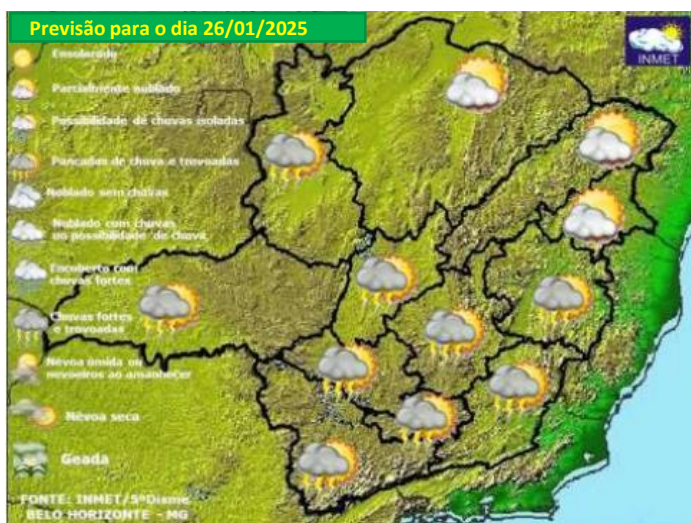 Previsão para o dia 26/01/2025
INMET
Ensolarado
Parcialmente nublado
Possibilidade de chuvas isoladas
Pancadas de chuva e trovoadas
Nublado sem chuvas
Nublado com chuvas
ou possibilidade de chuva
Encoberto com
chuvas fortes
Chuvas fortes
e trovoadas
Névoa úmida ou
nevoeiros ao amanhecer
Névoa seca
Geada
FONTE: INMET/5ºDisme
BELO HORIZONTE - MG